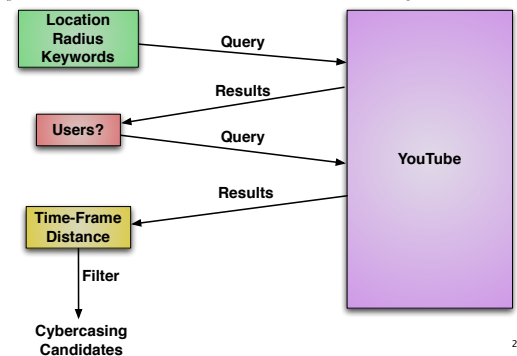 Location
Radius
Keywords
Query
Results
Users?
Query
YouTube
Results
Time-Frame
Distance
Filter
Cybercasing
Candidates
2